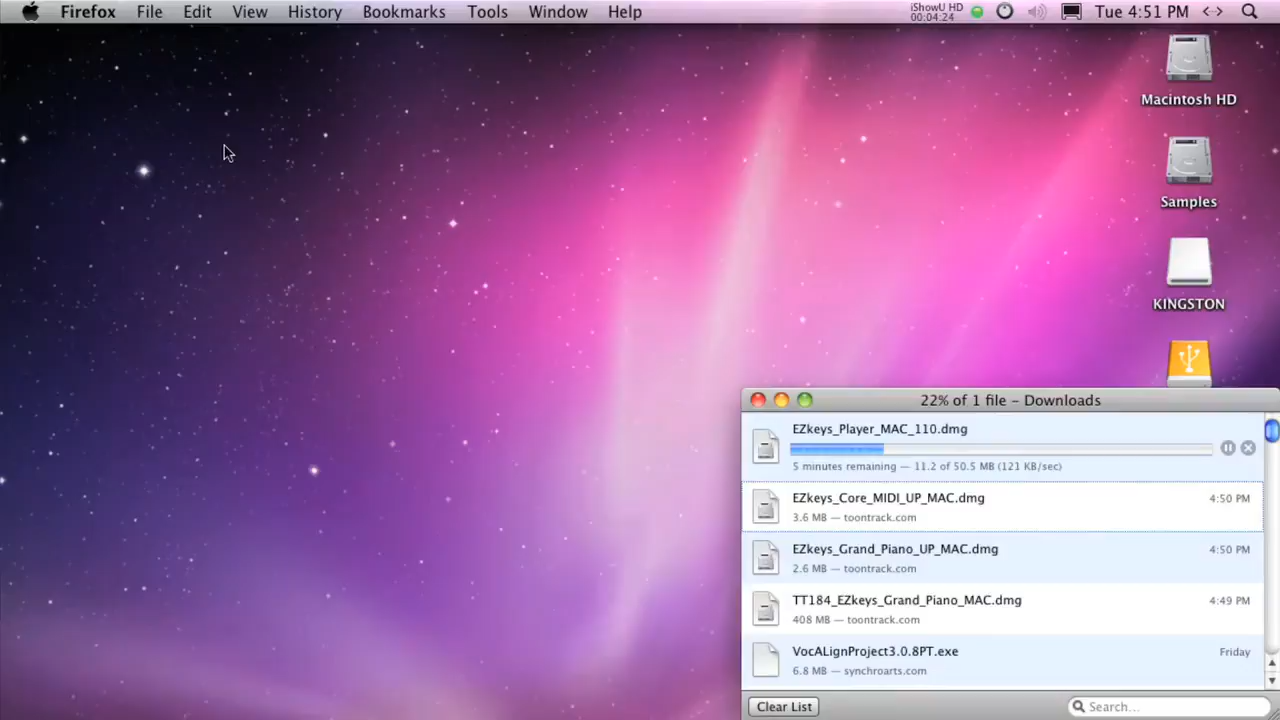 Firefox File Edit View History Bookmarks Tools Window Help iShowU HD 00:04:24 Tue 4:51 PM
Macintosh HD
Samples
KINGSTON
22% of 1 file – Downloads
EZkeys_Player_MAC_110.dmg
5 minutes remaining — 11.2 of 50.5 MB (121 KB/sec)
EZkeys_Core_MIDI_UP_MAC.dmg 4:50 PM
3.6 MB — toontrack.com
EZkeys_Grand_Piano_UP_MAC.dmg 4:50 PM
2.6 MB — toontrack.com
TT184_EZkeys_Grand_Piano_MAC.dmg 4:49 PM
408 MB — toontrack.com
VocALignProject3.0.8PT.exe Friday
6.8 MB — synchroarts.com
Clear List Search...